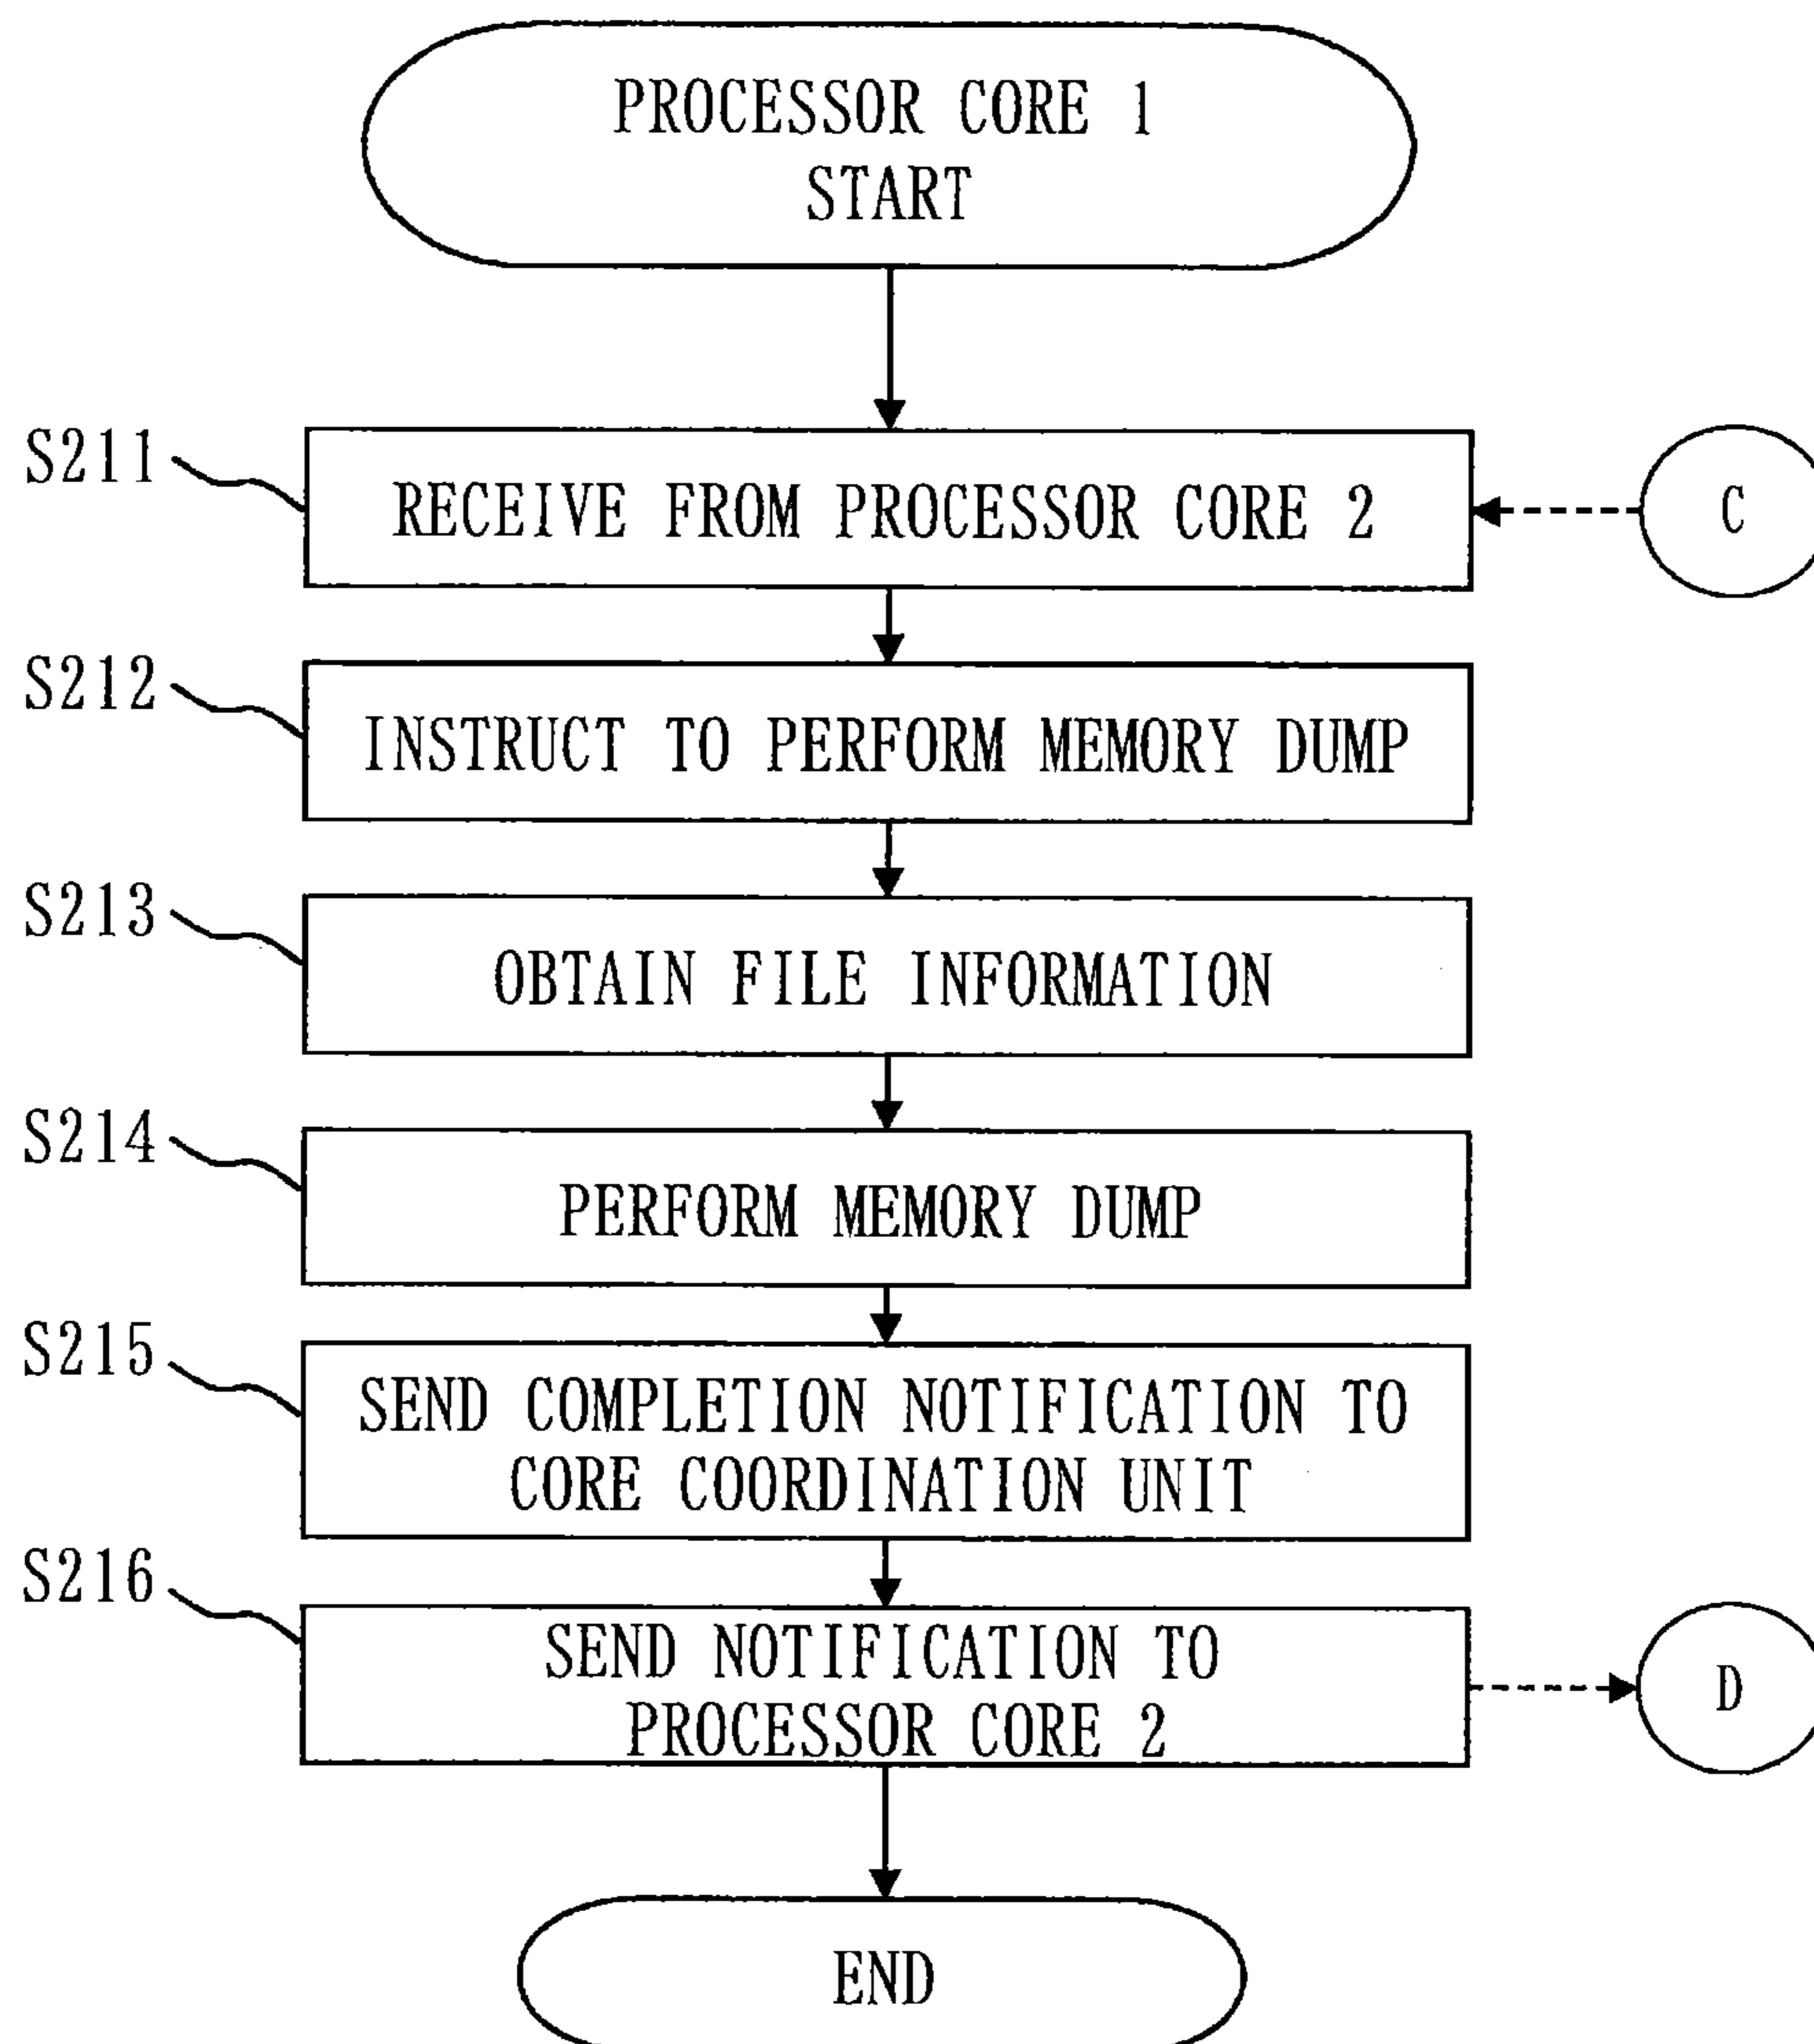 PROCESSOR CORE 1
START
S211
RECEIVE FROM PROCESSOR CORE 2
C
S212
INSTRUCT TO PERFORM MEMORY DUMP
S213
OBTAIN FILE INFORMATION
S214
PERFORM MEMORY DUMP
S215
SEND COMPLETION NOTIFICATION TO
CORE COORDINATION UNIT
S216
SEND NOTIFICATION TO
PROCESSOR CORE 2
D
END